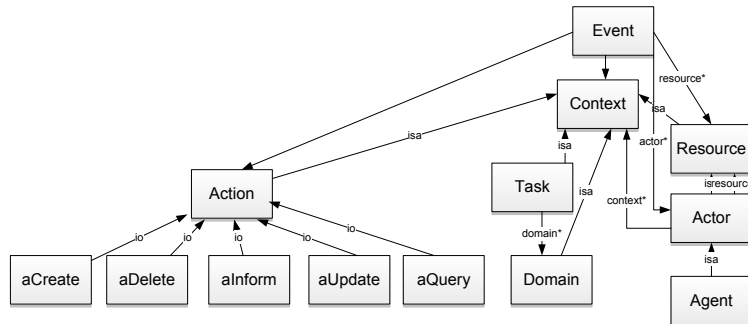 Event
resource*
Context
isa
isa
actor*
isa
Resource
Action
Task
isa
isresource
context*
Actor
io
io
io
io
io
domain*
isa
aCreate
aDelete
aInform
aUpdate
aQuery
Domain
Agent